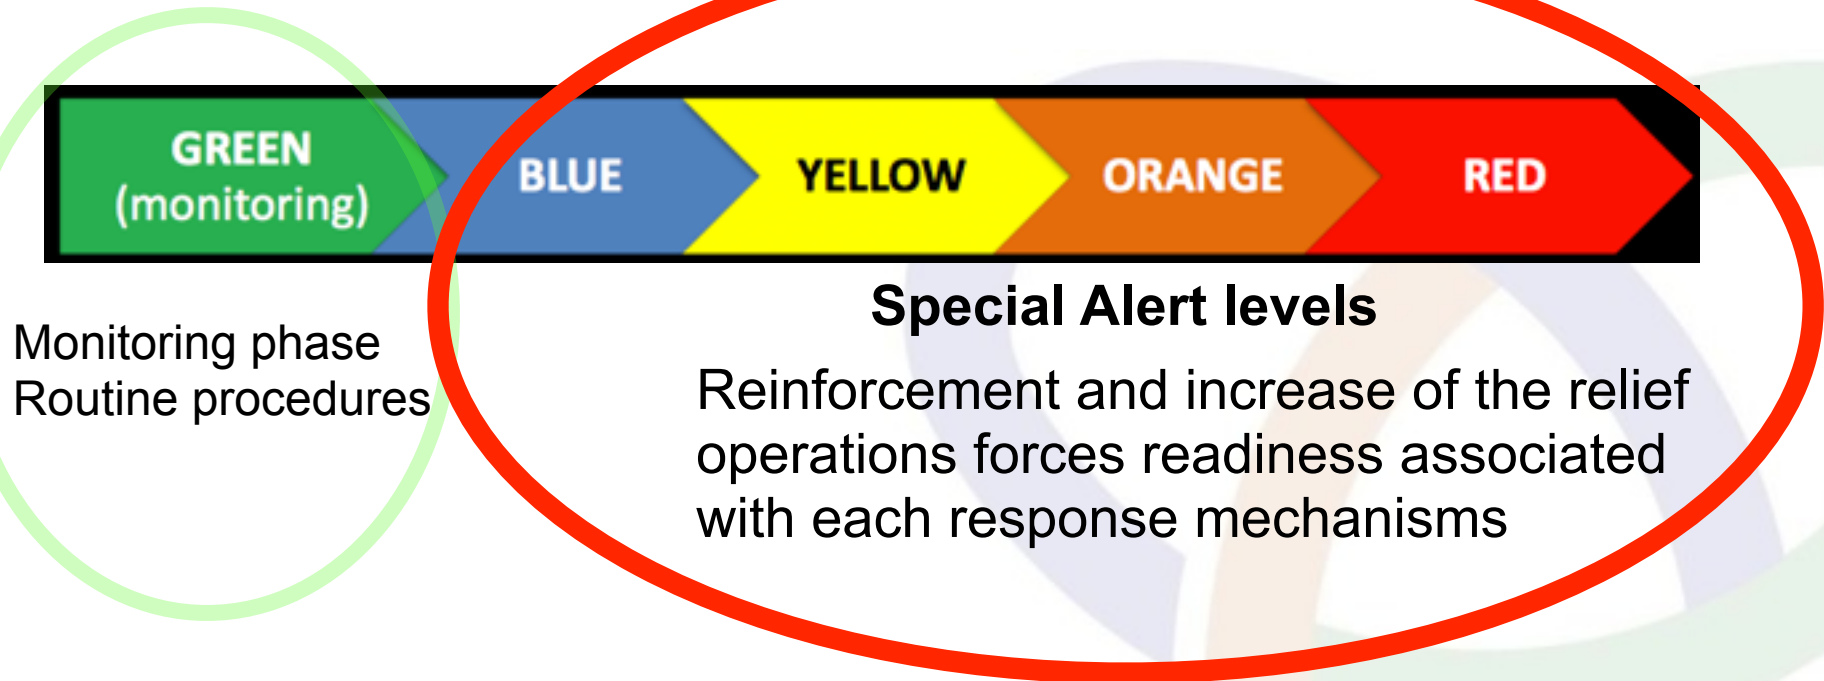 GREEN
(monitoring)
BLUE
YELLOW
ORANGE
RED
Monitoring phase
Routine procedures
Special Alert levels
Reinforcement and increase of the relief
operations forces readiness associated
with each response mechanisms